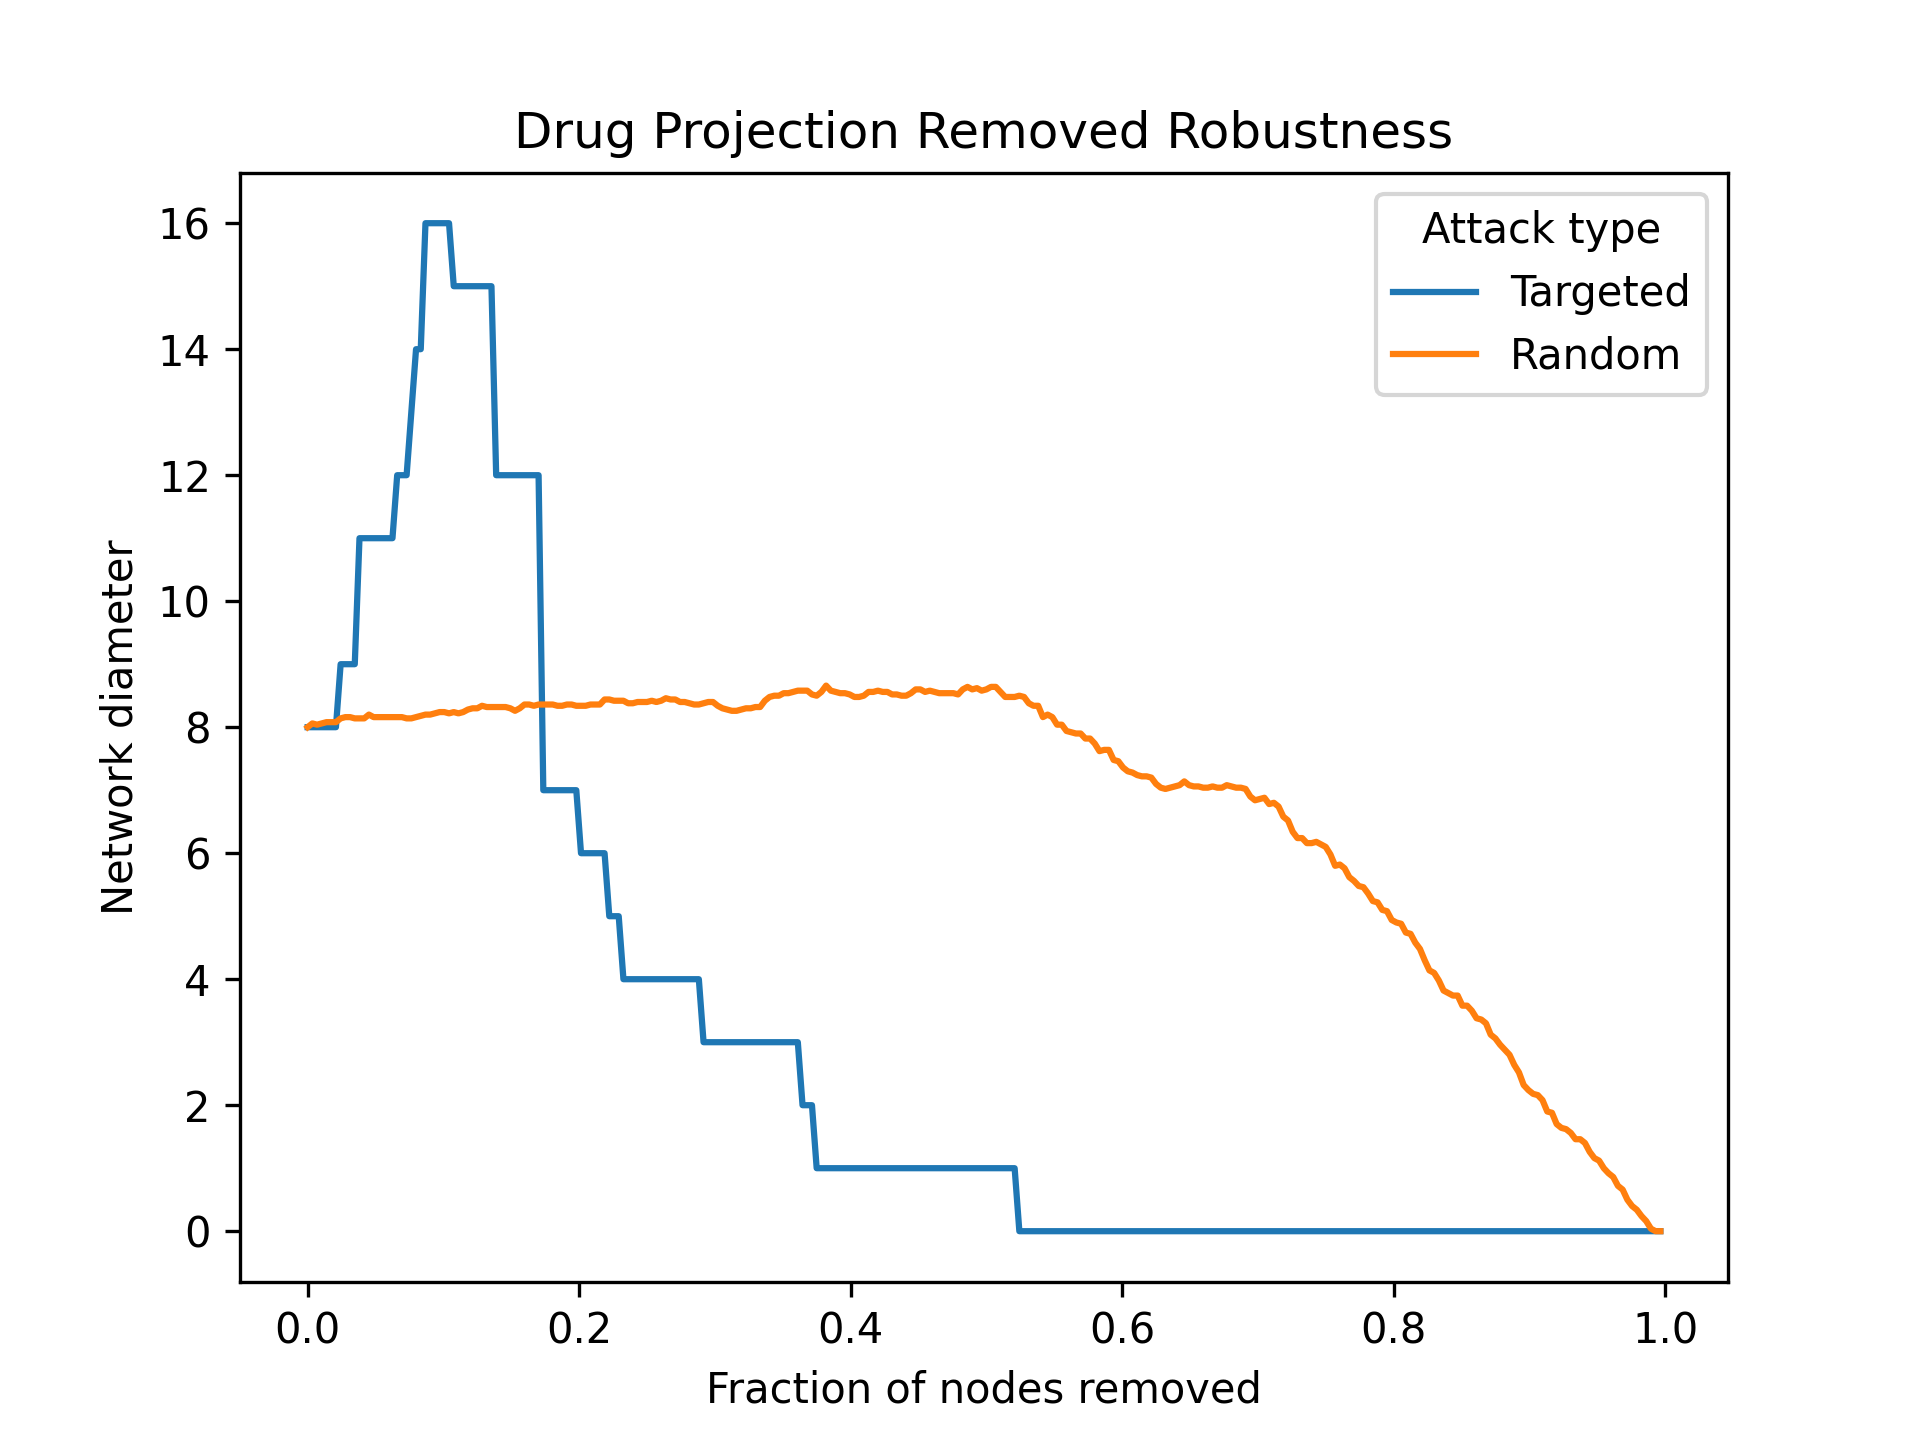 Drug Projection Removed Robustness
Attack type
Targeted
Random
16
14
12
10
8
6
4
2
0
Network diameter
0.0 0.2 0.4 0.6 0.8 1.0
Fraction of nodes removed